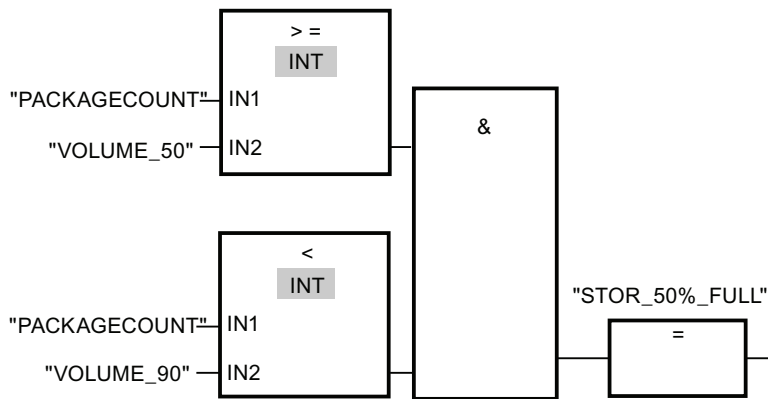 > =
INT
"PACKAGECOUNT" IN1
"VOLUME_50" IN2
&
<
INT
"STOR_50%_FULL"
"PACKAGECOUNT" IN1
=
"VOLUME_90" IN2